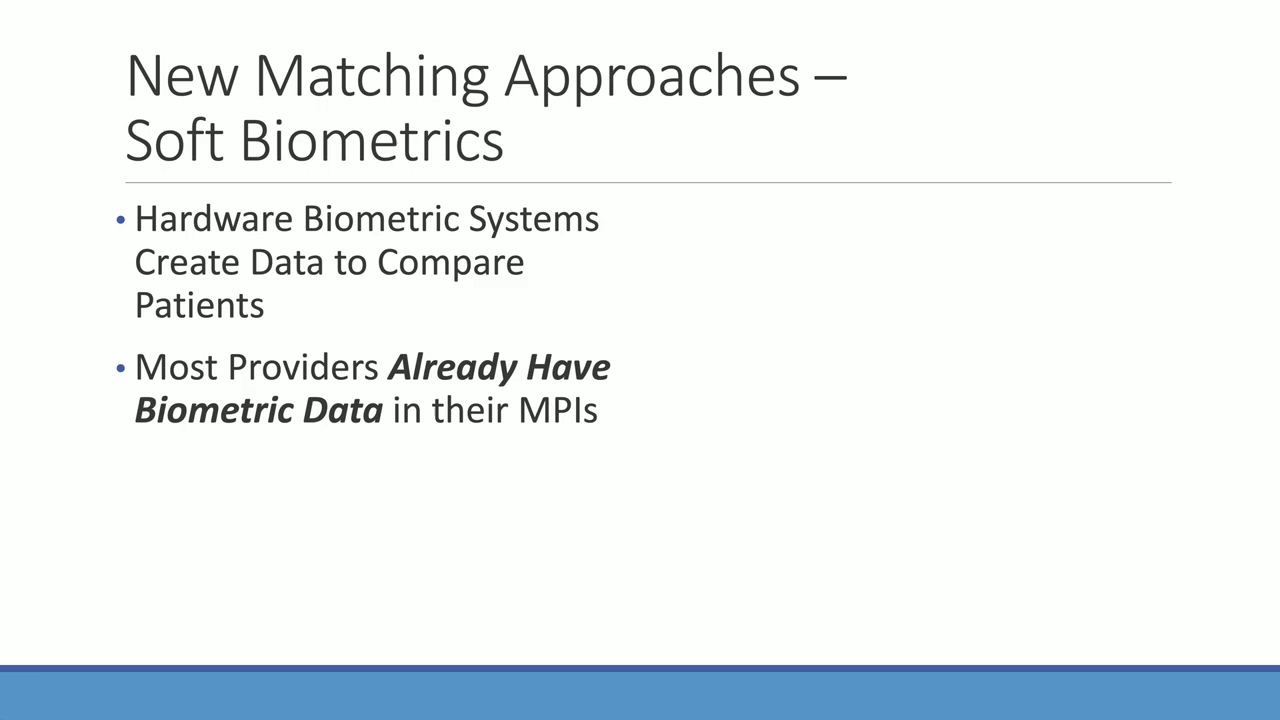 New Matching Approaches –
Soft Biometrics
• Hardware Biometric Systems
Create Data to Compare
Patients
• Most Providers Already Have
Biometric Data in their MPIs